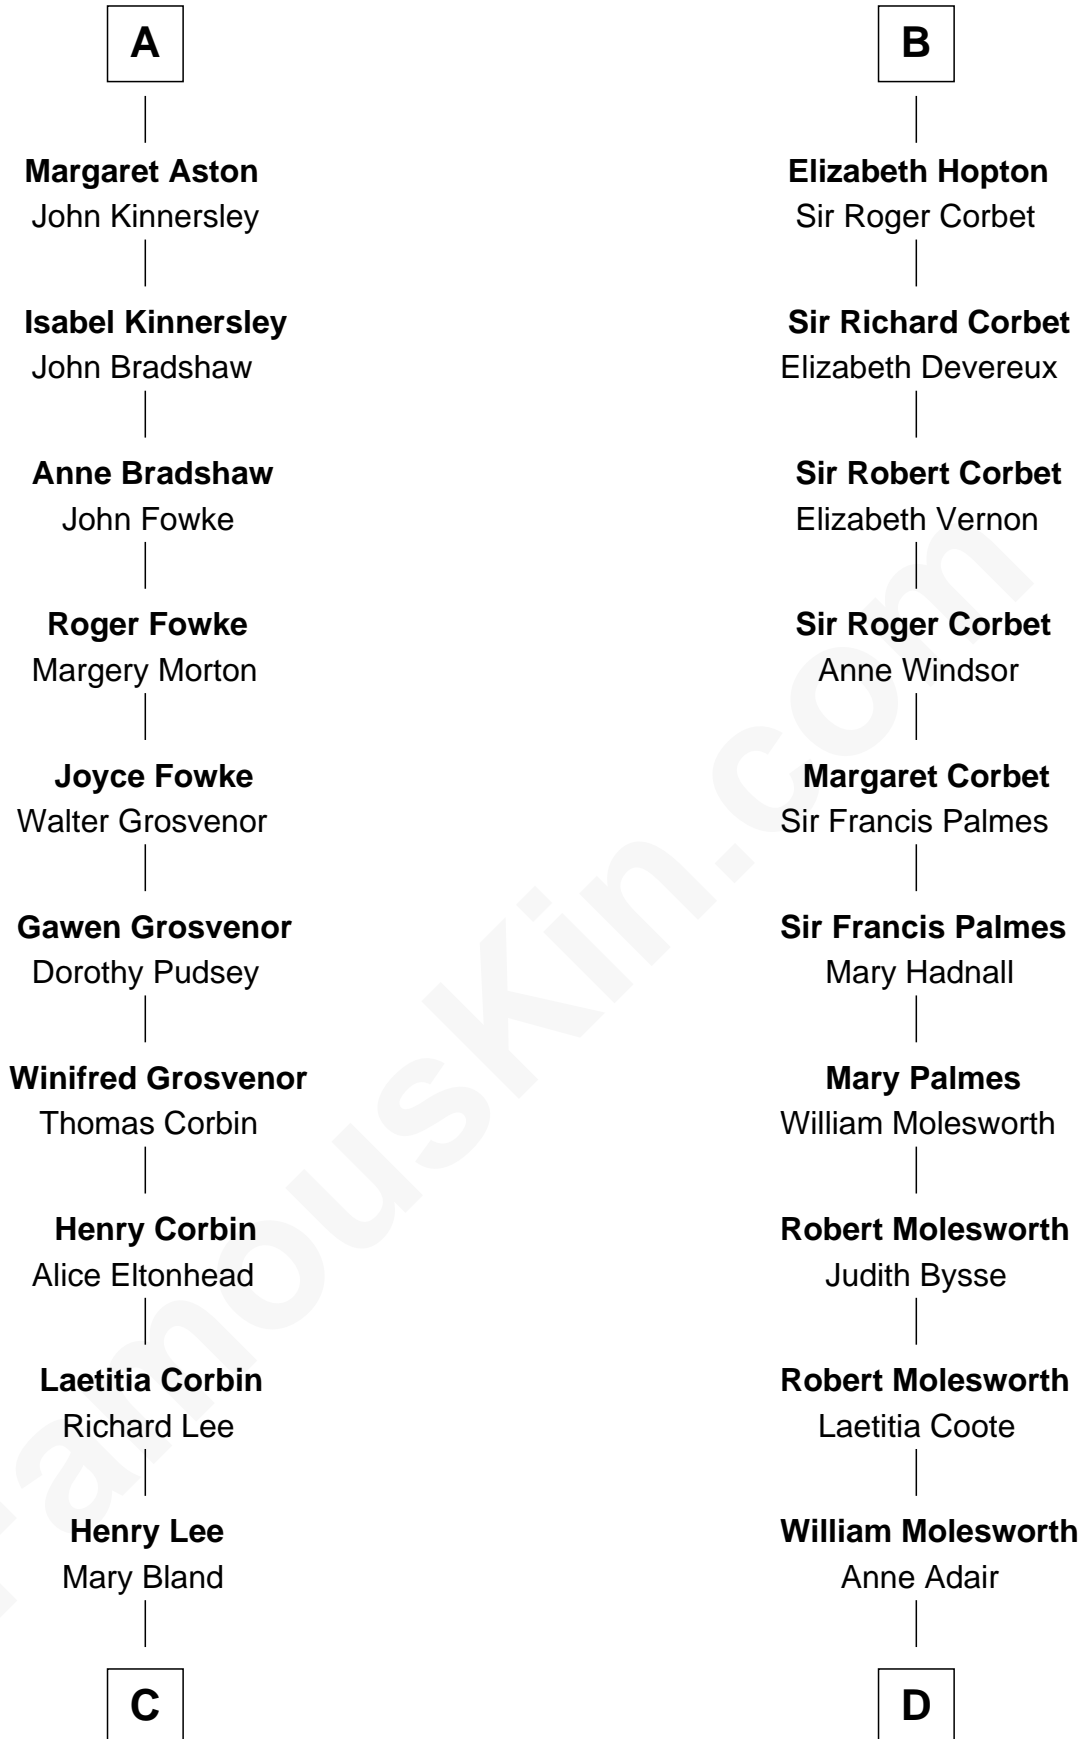 A
Margaret Aston
John Kinnersley
Isabel Kinnersley
John Bradshaw
Anne Bradshaw
John Fowke
Roger Fowke
Margery Morton
Joyce Fowke
Walter Grosvenor
Gawen Grosvenor
Dorothy Pudsey
Winifred Grosvenor
Thomas Corbin
Henry Corbin
Alice Eltonhead
Laetitia Corbin
Richard Lee
Henry Lee
Mary Bland
C
B
Elizabeth Hopton
Sir Roger Corbet
Sir Richard Corbet
Elizabeth Devereux
Sir Robert Corbet
Elizabeth Vernon
Sir Roger Corbet
Anne Windsor
Margaret Corbet
Sir Francis Palmes
Sir Francis Palmes
Mary Hadnall
Mary Palmes
William Molesworth
Robert Molesworth
Judith Bysse
Robert Molesworth
Laetitia Coote
William Molesworth
Anne Adair
D
FamousKin.com